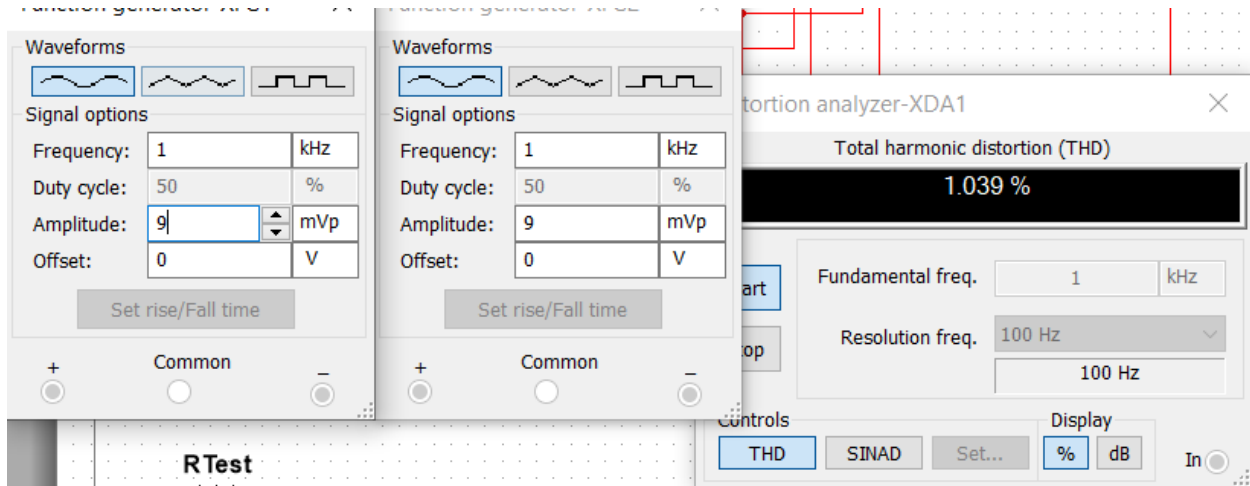 Function generator-XFG1
Function generator-XFG2
Waveforms
Signal options
Frequency: 1 kHz
Duty cycle: 50 %
Amplitude: 9 mVp
Offset: 0 V
Set rise/Fall time
+ Common −
Waveforms
Signal options
Frequency: 1 kHz
Duty cycle: 50 %
Amplitude: 9 mVp
Offset: 0 V
Set rise/Fall time
+ Common −
tortion analyzer-XDA1
Total harmonic distortion (THD)
1.039 %
art
op
Fundamental freq. 1 kHz
Resolution freq. 100 Hz
100 Hz
Controls
THD SINAD Set...
Display
% dB
In
RTest